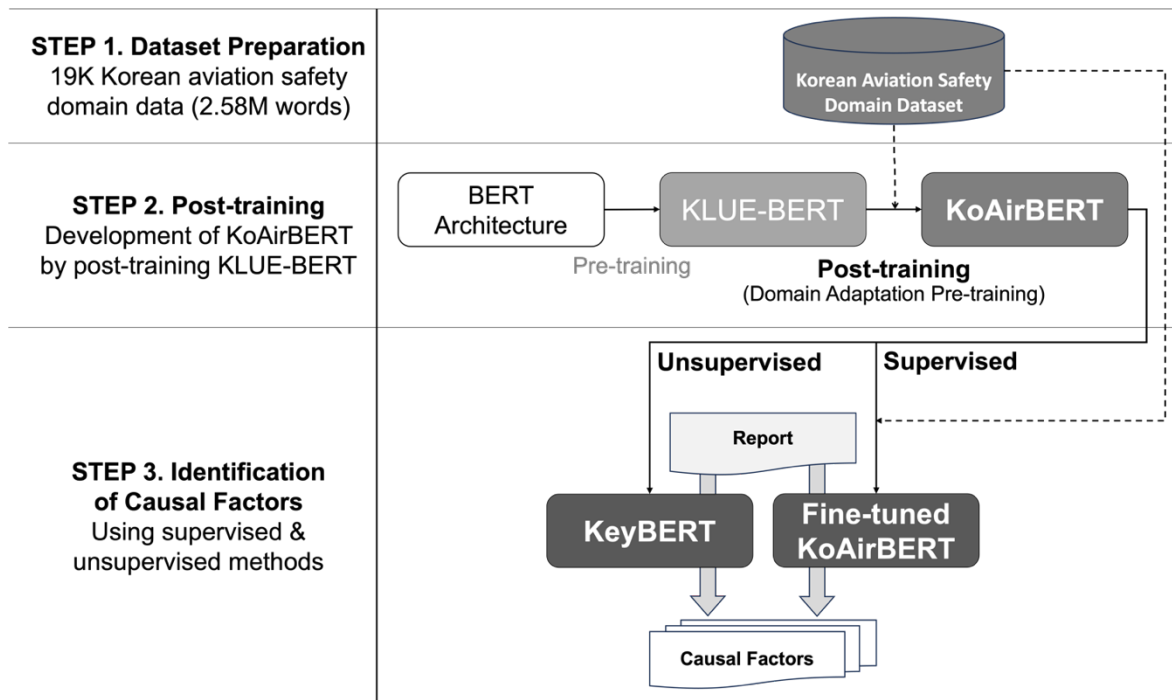 STEP 1. Dataset Preparation
19K Korean aviation safety
domain data (2.58M words)
Korean Aviation Safety
Domain Dataset
STEP 2. Post-training
Development of KoAirBERT
by post-training KLUE-BERT
BERT
Architecture
KLUE-BERT
KoAirBERT
Pre-training
Post-training
(Domain Adaptation Pre-training)
STEP 3. Identification
of Causal Factors
Using supervised &
unsupervised methods
Unsupervised
Supervised
Report
KeyBERT
Fine-tuned
KoAirBERT
Causal Factors